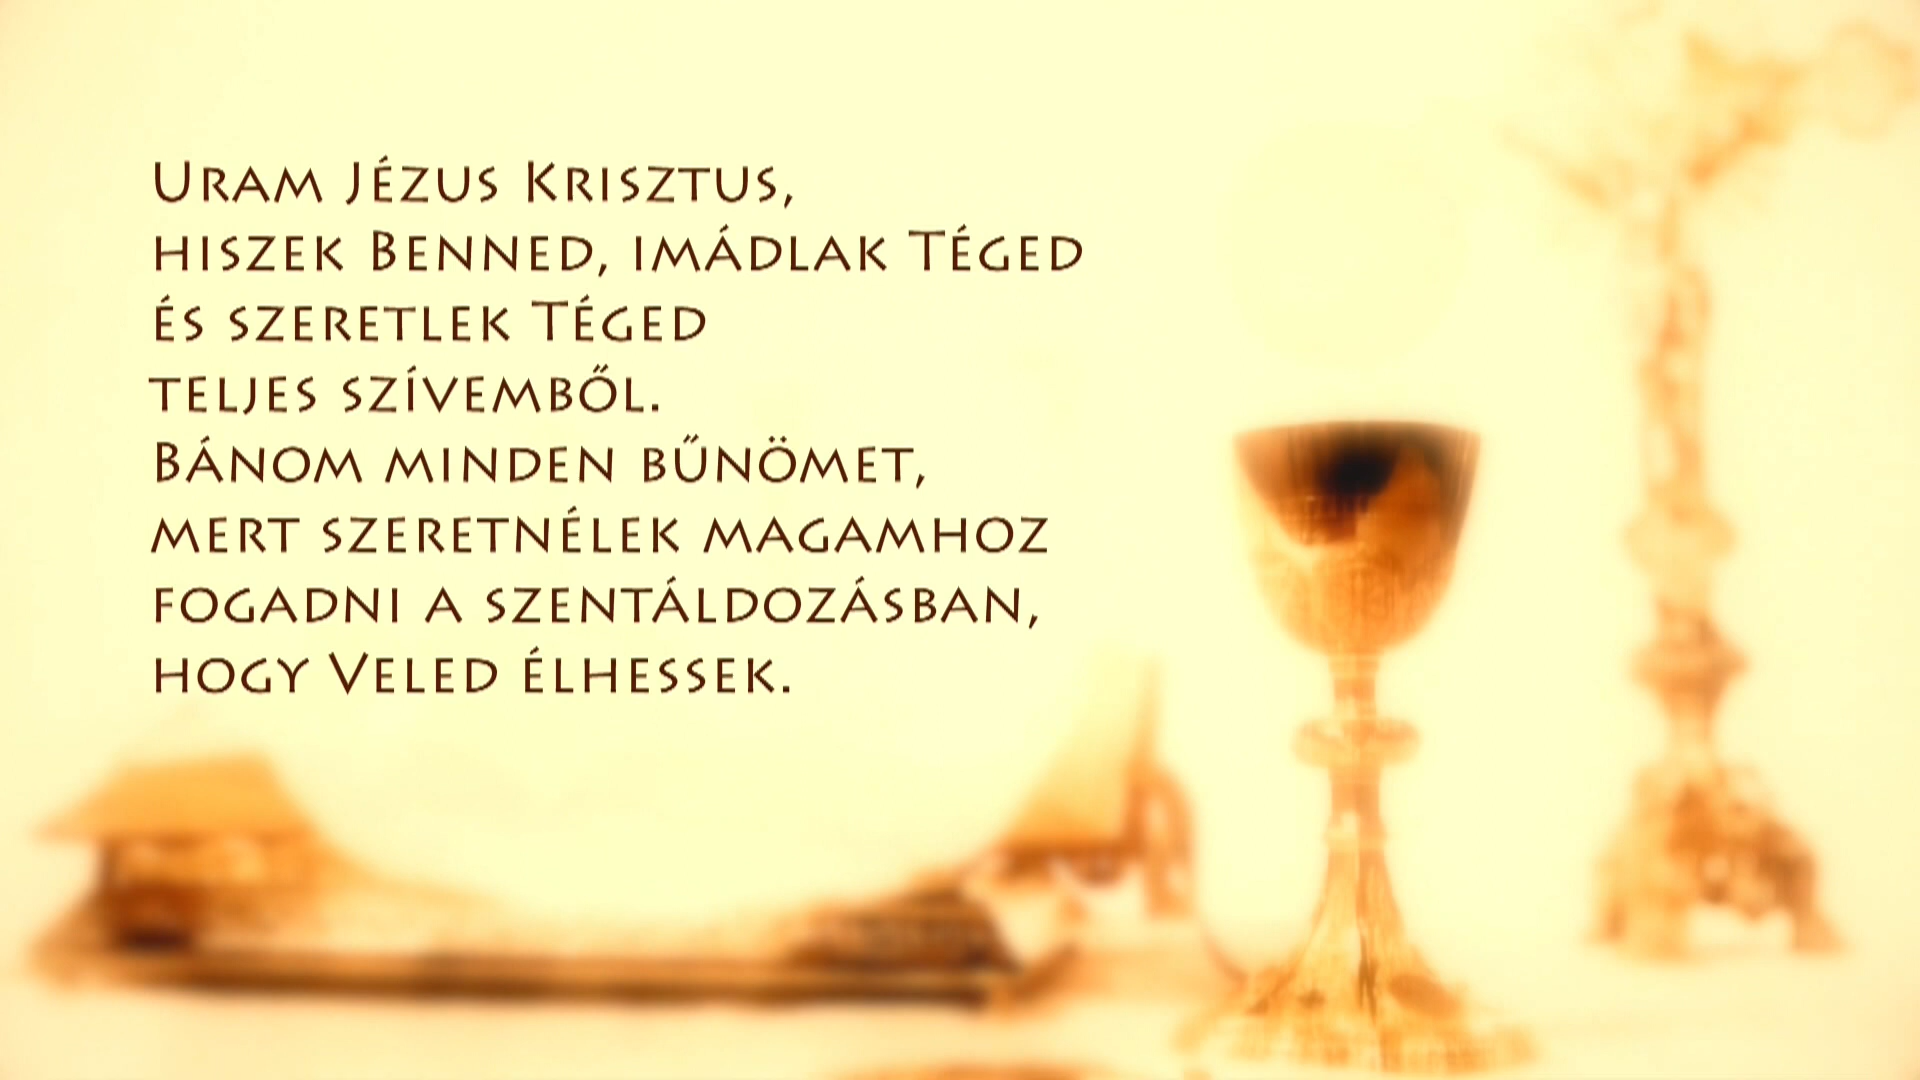 Uram Jézus Krisztus,
hiszek Benned, imádlak Téged
és szeretlek Téged
teljes szívemből.
Bánom minden bűnömet,
mert szeretnélek magamhoz
fogadni a szentáldozásban,
hogy Veled élhessek.